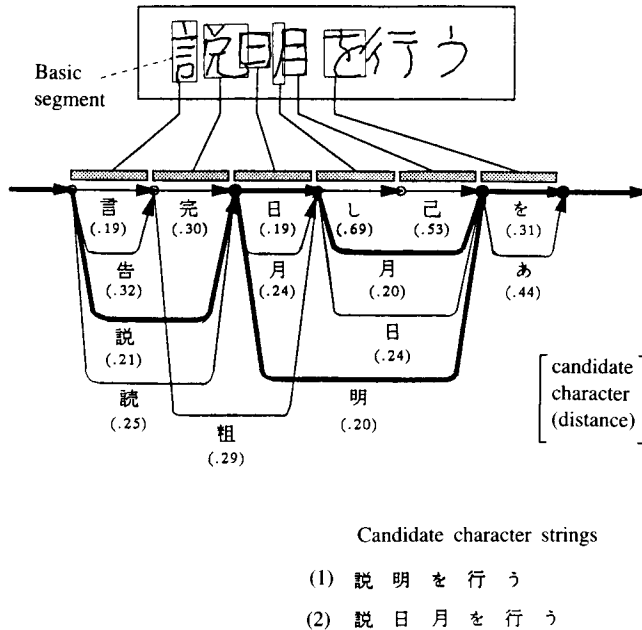 説明を行う
Basic
segment
言 完 日 し 己 を
(.19) (.30) (.19) (.69) (.53) (.31)
告 月 月 あ
(.32) (.24) (.20) (.44)
説 日
(.21) (.24)
読 明
(.25) (.20)
粗
(.29)
candidate
character
(distance)
Candidate character strings
(1) 説 明 を 行 う
(2) 説 日 月 を 行 う